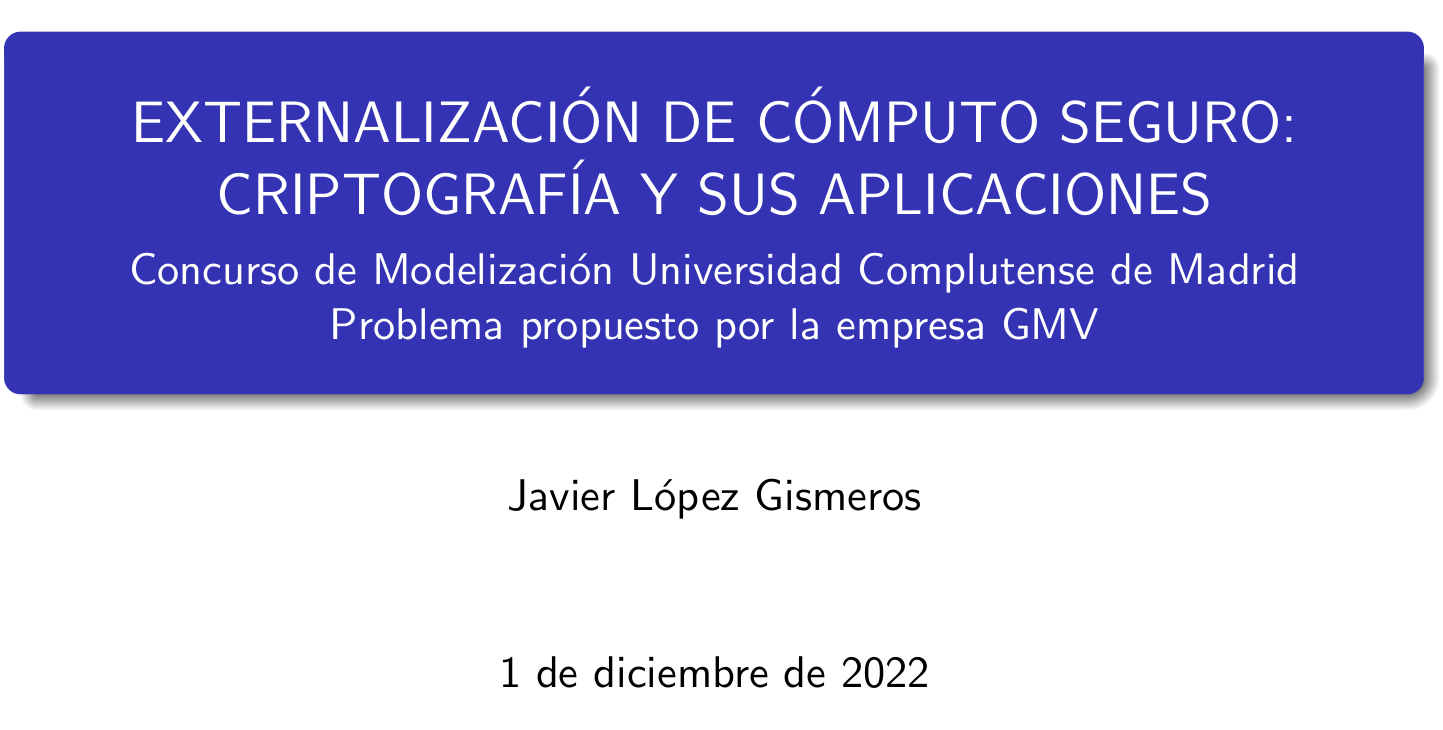 EXTERNALIZACIÓN DE CÓMPUTO SEGURO:
CRIPTOGRAFÍA Y SUS APLICACIONES
Concurso de Modelización Universidad Complutense de Madrid
Problema propuesto por la empresa GMV
Javier López Gismeros
1 de diciembre de 2022